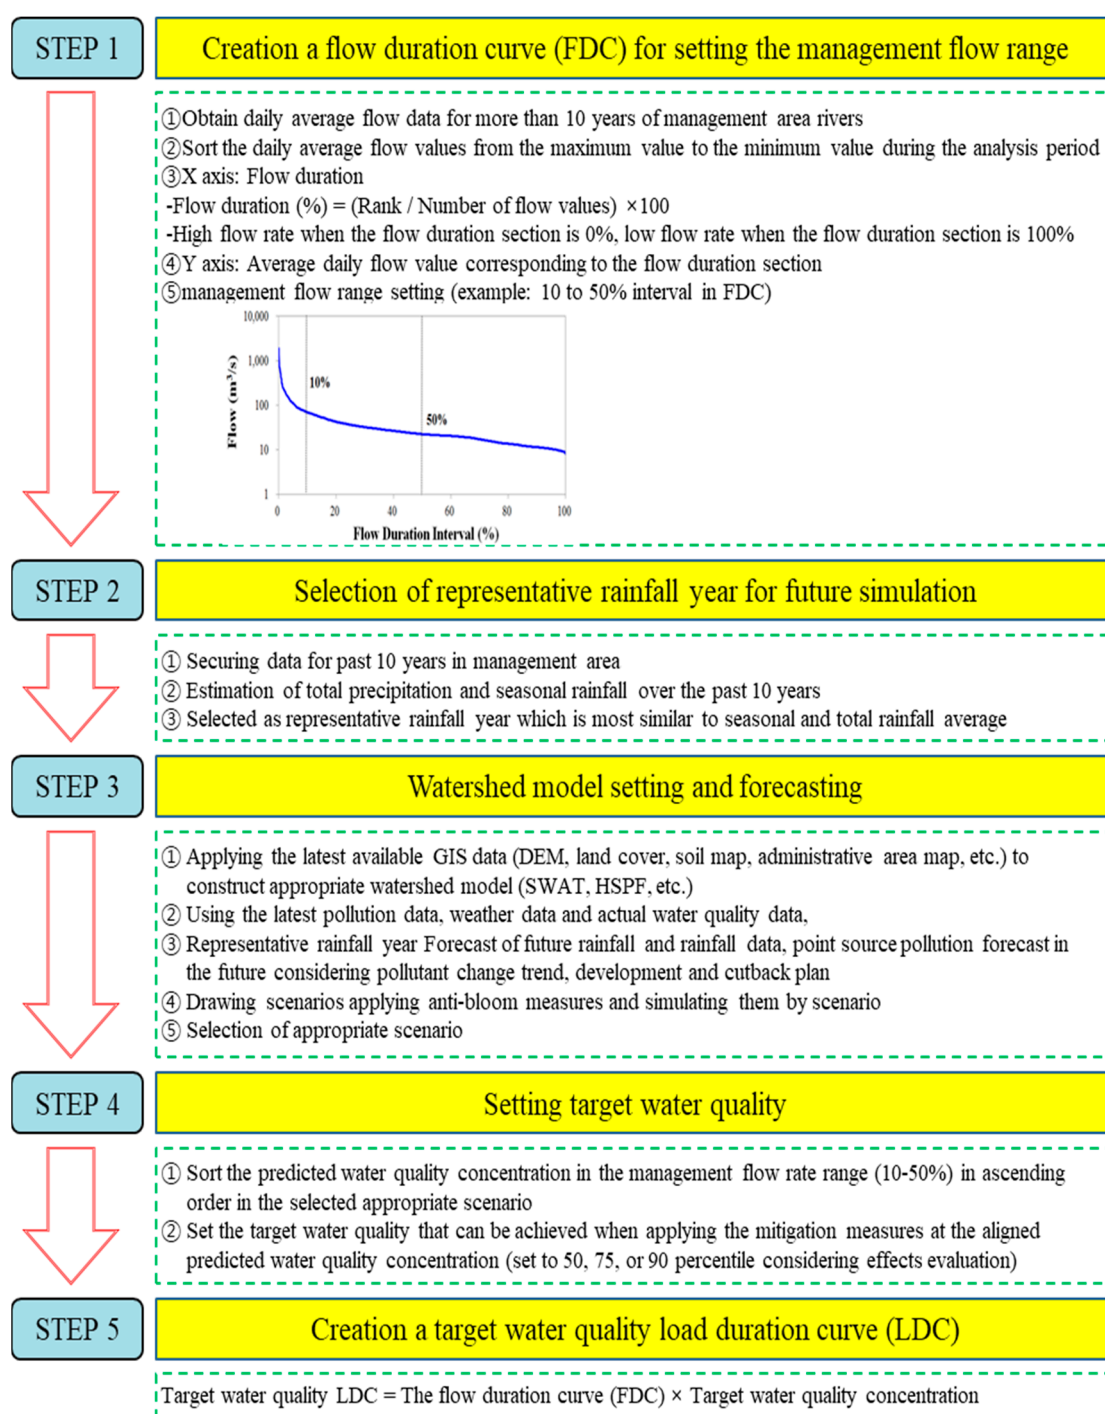 STEP 1
Creation a flow duration curve (FDC) for setting the management flow range
①Obtain daily average flow data for more than 10 years of management area rivers
②Sort the daily average flow values from the maximum value to the minimum value during the analysis period
③X axis: Flow duration
-Flow duration (%) = (Rank / Number of flow values) ×100
-High flow rate when the flow duration section is 0%, low flow rate when the flow duration section is 100%
④Y axis: Average daily flow value corresponding to the flow duration section
⑤management flow range setting (example: 10 to 50% interval in FDC)
10,000
1,000
100
10
1
Flow (m³/s)
10%
50%
0 20 40 60 80 100
Flow Duration Interval (%)
STEP 2
Selection of representative rainfall year for future simulation
① Securing data for past 10 years in management area
② Estimation of total precipitation and seasonal rainfall over the past 10 years
③ Selected as representative rainfall year which is most similar to seasonal and total rainfall average
STEP 3
Watershed model setting and forecasting
① Applying the latest available GIS data (DEM, land cover, soil map, administrative area map, etc.) to
construct appropriate watershed model (SWAT, HSPF, etc.)
② Using the latest pollution data, weather data and actual water quality data,
③ Representative rainfall year Forecast of future rainfall and rainfall data, point source pollution forecast in
the future considering pollutant change trend, development and cutback plan
④ Drawing scenarios applying anti-bloom measures and simulating them by scenario
⑤ Selection of appropriate scenario
STEP 4
Setting target water quality
① Sort the predicted water quality concentration in the management flow rate range (10-50%) in ascending
order in the selected appropriate scenario
② Set the target water quality that can be achieved when applying the mitigation measures at the aligned
predicted water quality concentration (set to 50, 75, or 90 percentile considering effects evaluation)
STEP 5
Creation a target water quality load duration curve (LDC)
Target water quality LDC = The flow duration curve (FDC) × Target water quality concentration